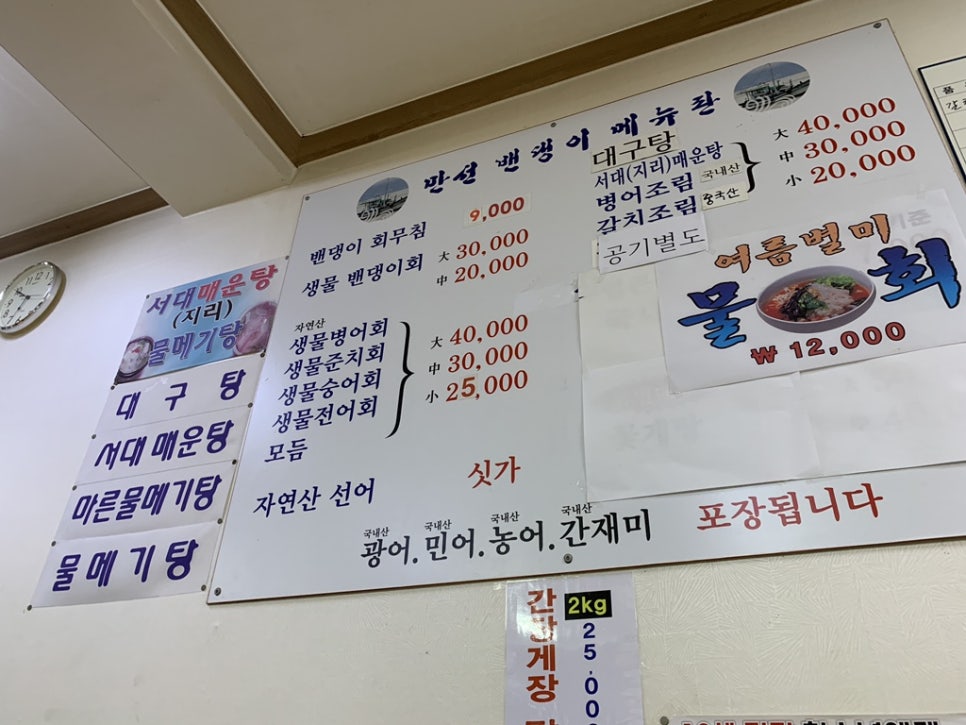 만선 밴댕이 메뉴판
밴댕이 회무침 9,000
생물 밴댕이회 大 30,000
中 20,000
자연산
생물병어회
생물준치회
생물숭어회
생물전어회
모듬
大 40,000
中 30,000
小 25,000
자연산 선어 싯가
대구탕
서대(지리)매운탕
병어조림 국내산
갈치조림 중국산
大 40,000
中 30,000
小 20,000
공기별도
여름별미
물회
₩ 12,000
국내산 국내산 국내산 국내산
광어. 민어. 농어. 간재미 포장됩니다
서대매운탕
(지리)
물메기탕
대구탕
서대매운탕
마른물메기탕
물메기탕
간장게장
2kg
25,000